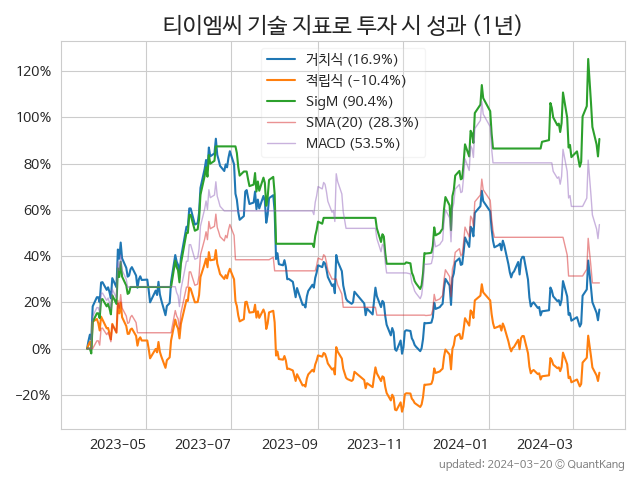 티이엠씨 기술 지표로 투자 시 성과 (1년)
거치식 (16.9%)
적립식 (−10.4%)
SigM (90.4%)
SMA(20) (28.3%)
MACD (53.5%)
120%
100%
80%
60%
40%
20%
0%
−20%
2023−05
2023−07
2023−09
2023−11
2024−01
2024−03
updated: 2024−03−20 © QuantKang